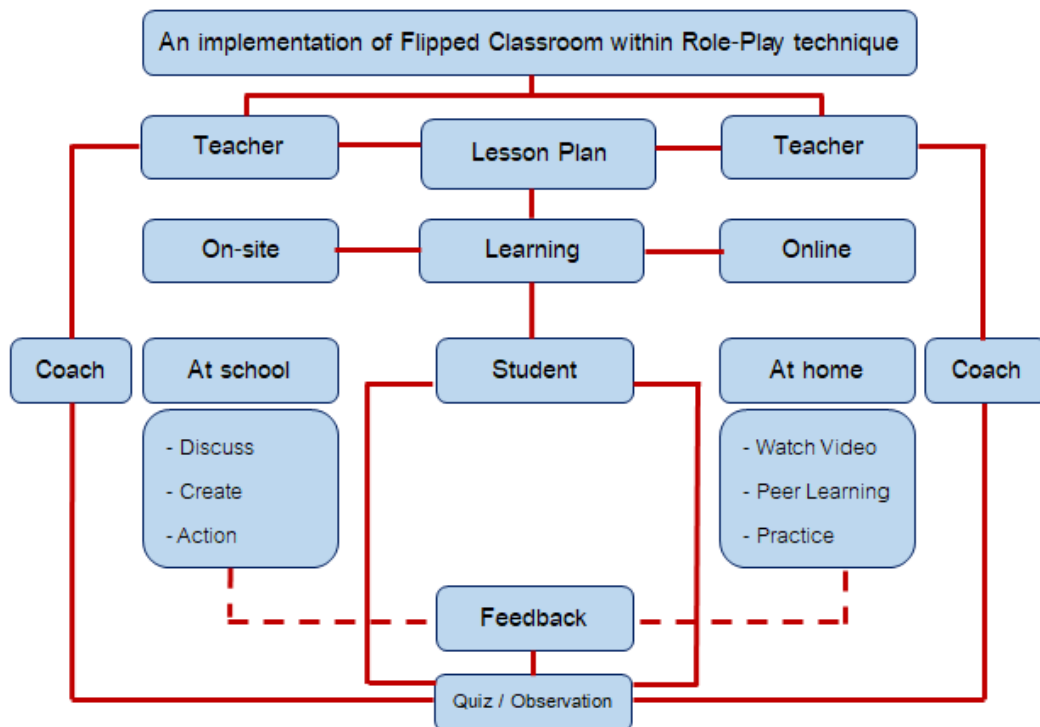 An implementation of Flipped Classroom within Role-Play technique
Teacher
Lesson Plan
Teacher
On-site
Learning
Online
Coach
At school
Student
At home
Coach
- Discuss
- Create
- Action
- Watch Video
- Peer Learning
- Practice
Feedback
Quiz / Observation